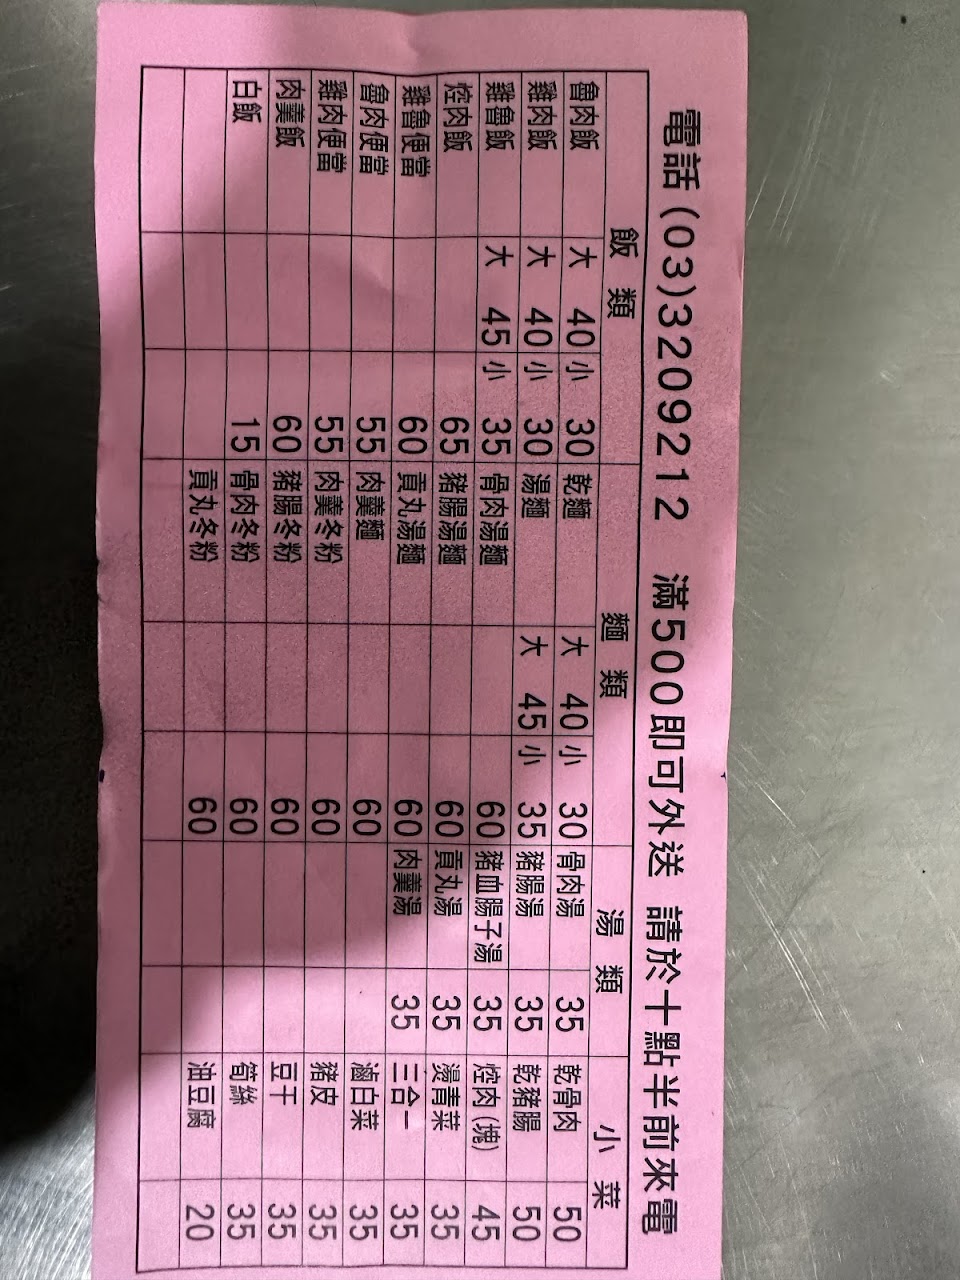 電話 (03)3209212 滿500即可外送 請於十點半前來電
飯類 麵類 湯類 小菜
魯肉飯 大 40 小 30 乾麵 大 40 小 30 骨肉湯 35 乾骨肉 50
雞肉飯 大 40 小 30 湯麵 大 45 小 35 豬腸湯 35 乾豬腸 50
雞魯飯 大 45 小 35 骨肉湯麵 60 豬血腸子湯 35 焢肉(塊) 45
焢肉飯 65 豬腸湯麵 60 貢丸湯 35 燙青菜 35
雞魯便當 60 貢丸湯麵 60 肉羹湯 35 三合一 35
魯肉便當 55 肉羹麵 60 滷白菜 35
雞肉便當 55 肉羹冬粉 60 豬皮 35
肉羹飯 60 豬腸冬粉 60 豆干 35
白飯 15 骨肉冬粉 60 筍絲 35
貢丸冬粉 60 油豆腐 20